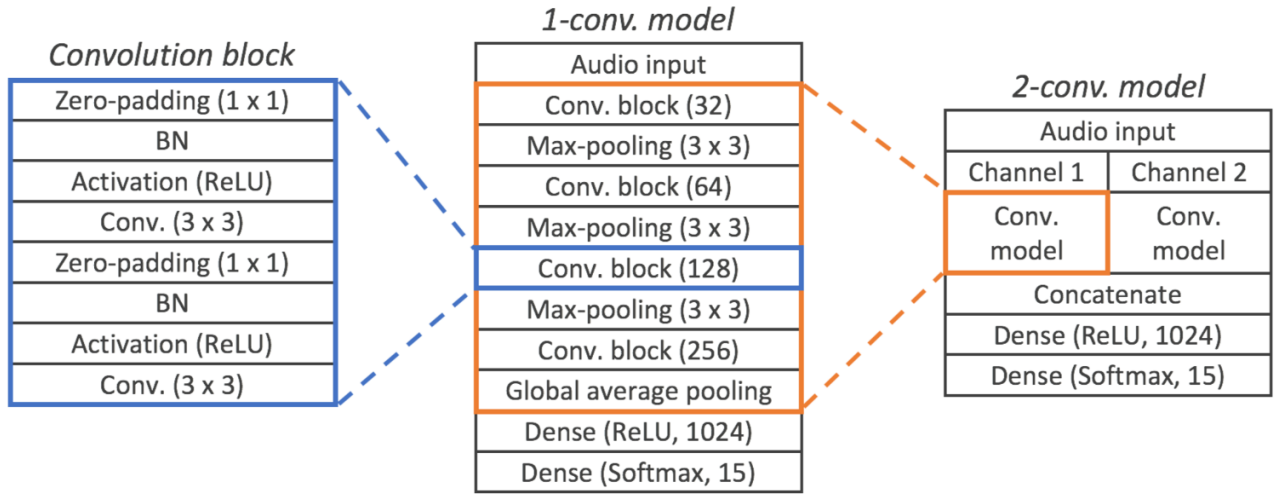 Convolution block
Zero-padding (1 x 1)
BN
Activation (ReLU)
Conv. (3 x 3)
Zero-padding (1 x 1)
BN
Activation (ReLU)
Conv. (3 x 3)
1-conv. model
Audio input
Conv. block (32)
Max-pooling (3 x 3)
Conv. block (64)
Max-pooling (3 x 3)
Conv. block (128)
Max-pooling (3 x 3)
Conv. block (256)
Global average pooling
Dense (ReLU, 1024)
Dense (Softmax, 15)
2-conv. model
Audio input
Channel 1
Channel 2
Conv.
model
Conv.
model
Concatenate
Dense (ReLU, 1024)
Dense (Softmax, 15)